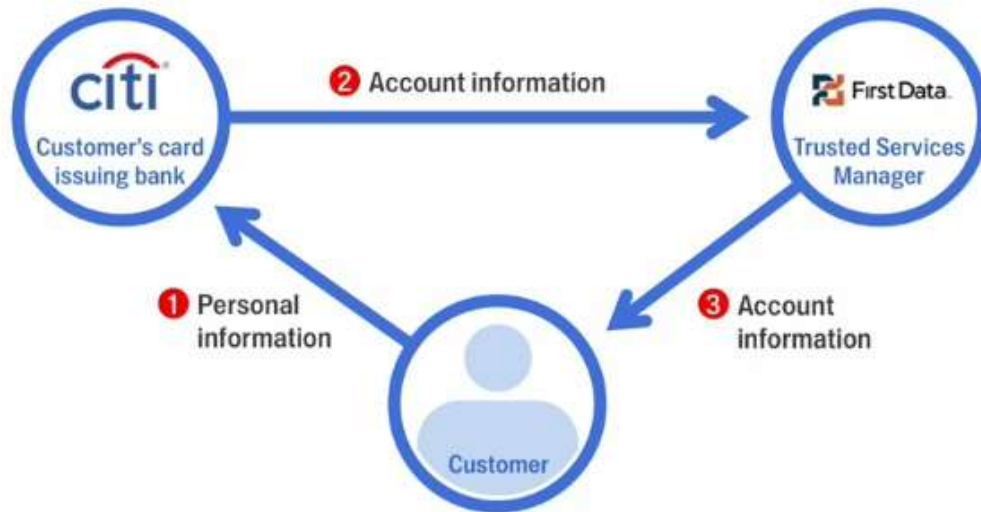 citi
Customer's card
issuing bank
2 Account information
First Data
Trusted Services
Manager
1 Personal
information
3 Account
information
Customer